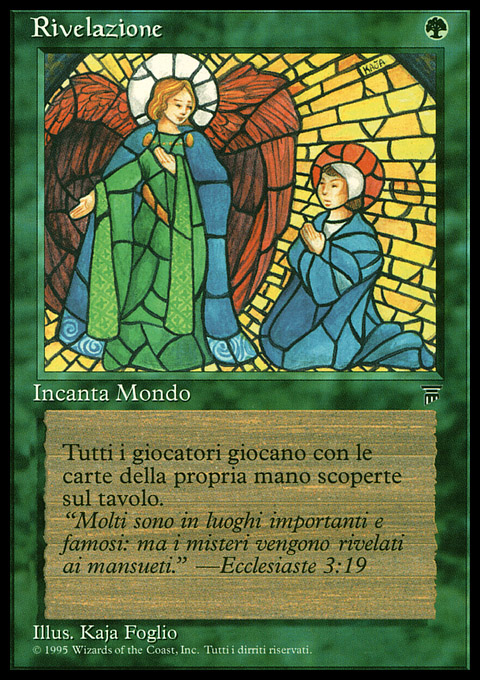 Rivelazione
KAJA
Incanta Mondo
Tutti i giocatori giocano con le
carte della propria mano scoperte
sul tavolo.
“Molti sono in luoghi importanti e
famosi: ma i misteri vengono rivelati
ai mansueti.” —Ecclesiaste 3:19
Illus. Kaja Foglio
© 1995 Wizards of the Coast, Inc. Tutti i dirriti riservati.